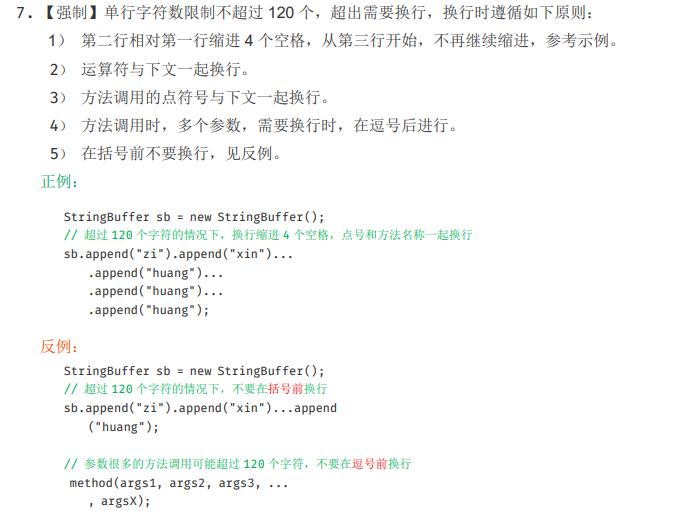 7. 【强制】单行字符数限制不超过 120 个，超出需要换行，换行时遵循如下原则：
1） 第二行相对第一行缩进 4 个空格，从第三行开始，不再继续缩进，参考示例。
2） 运算符与下文一起换行。
3） 方法调用的点符号与下文一起换行。
4） 方法调用时，多个参数，需要换行时，在逗号后进行。
5） 在括号前不要换行，见反例。
正例：
StringBuffer sb = new StringBuffer();
// 超过 120 个字符的情况下，换行缩进 4 个空格，点号和方法名称一起换行
sb.append("zi").append("xin")...
.append("huang")...
.append("huang")...
.append("huang");
反例：
StringBuffer sb = new StringBuffer();
// 超过 120 个字符的情况下，不要在括号前换行
sb.append("zi").append("xin")...append
("huang");
// 参数很多的方法调用可能超过 120 个字符，不要在逗号前换行
method(args1, args2, args3, ...
, argsX);